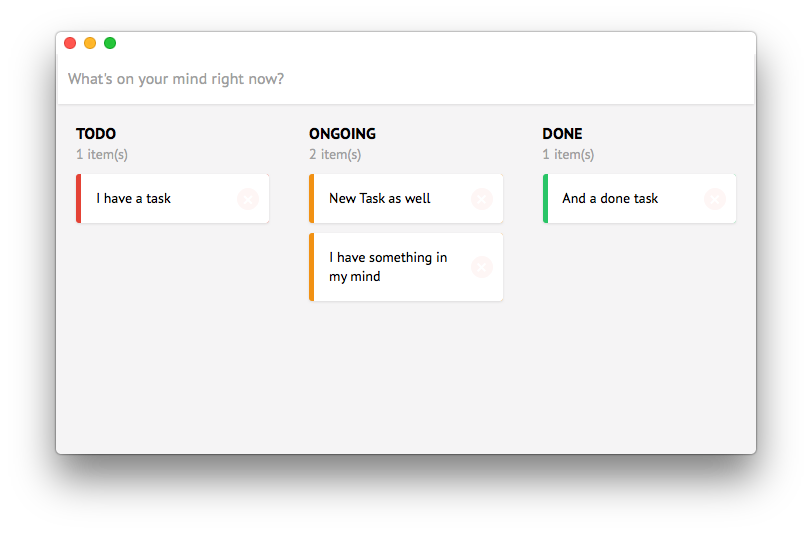 What's on your mind right now?
TODO
1 item(s)
I have a task
ONGOING
2 item(s)
New Task as well
I have something in
my mind
DONE
1 item(s)
And a done task